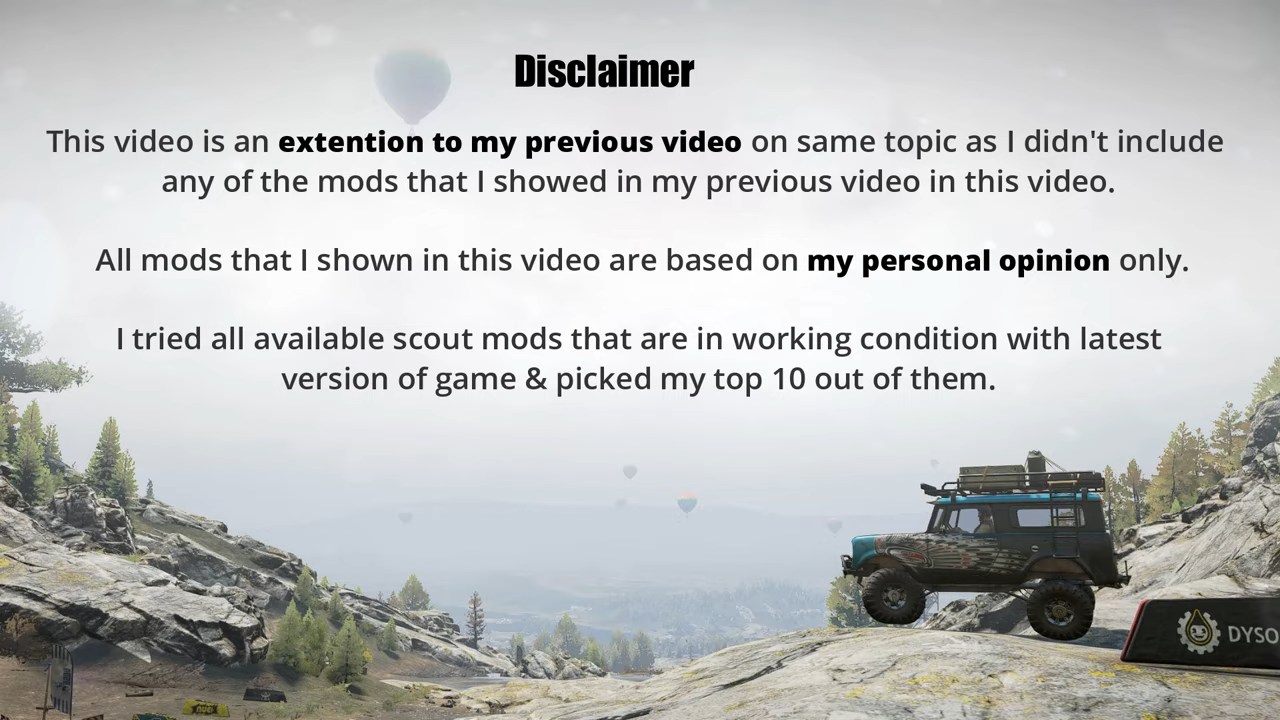 Disclaimer
This video is an extention to my previous video on same topic as I didn't include
any of the mods that I showed in my previous video in this video.
All mods that I shown in this video are based on my personal opinion only.
I tried all available scout mods that are in working condition with latest
version of game & picked my top 10 out of them.
DYSO